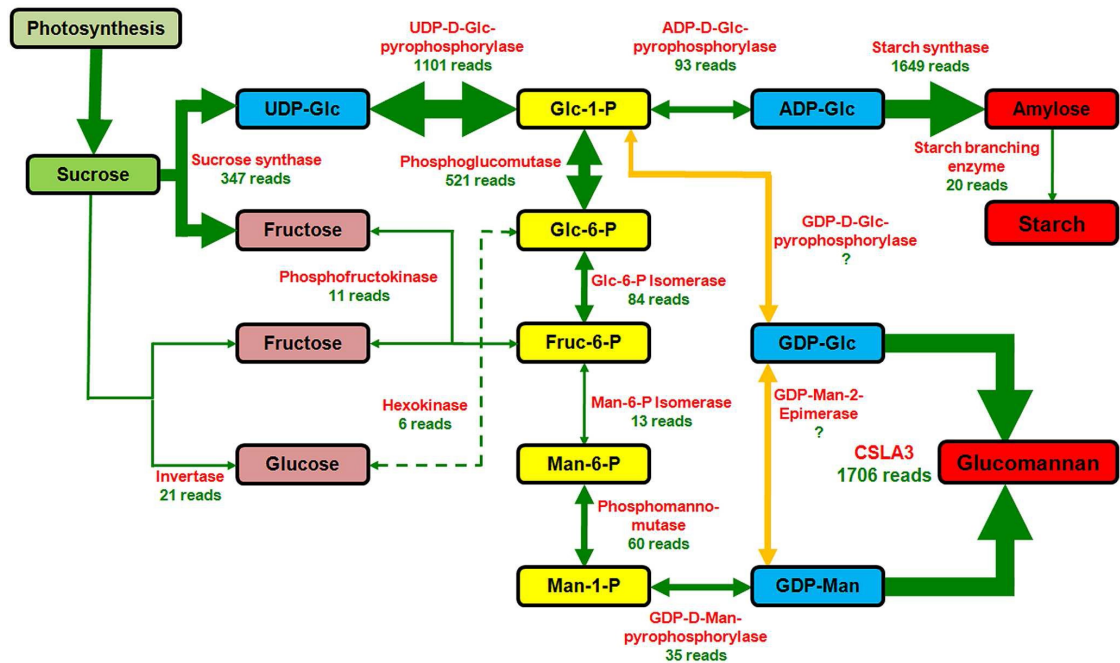 Photosynthesis
UDP-D-Glc-
pyrophosphorylase
1101 reads
ADP-D-Glc-
pyrophosphorylase
93 reads
Starch synthase
1649 reads
UDP-Glc
Glc-1-P
ADP-Glc
Amylose
Sucrose
Sucrose synthase
347 reads
Phosphoglucomutase
521 reads
Starch branching
enzyme
20 reads
Fructose
Glc-6-P
GDP-D-Glc-
pyrophosphorylase
?
Starch
Phosphofructokinase
11 reads
Glc-6-P Isomerase
84 reads
Fructose
Fruc-6-P
GDP-Glc
Hexokinase
6 reads
Man-6-P Isomerase
13 reads
GDP-Man-2-
Epimerase
?
CSLA3
1706 reads
Glucose
Man-6-P
Glucomannan
Invertase
21 reads
Phosphomanno-
mutase
60 reads
Man-1-P
GDP-Man
GDP-D-Man-
pyrophosphorylase
35 reads